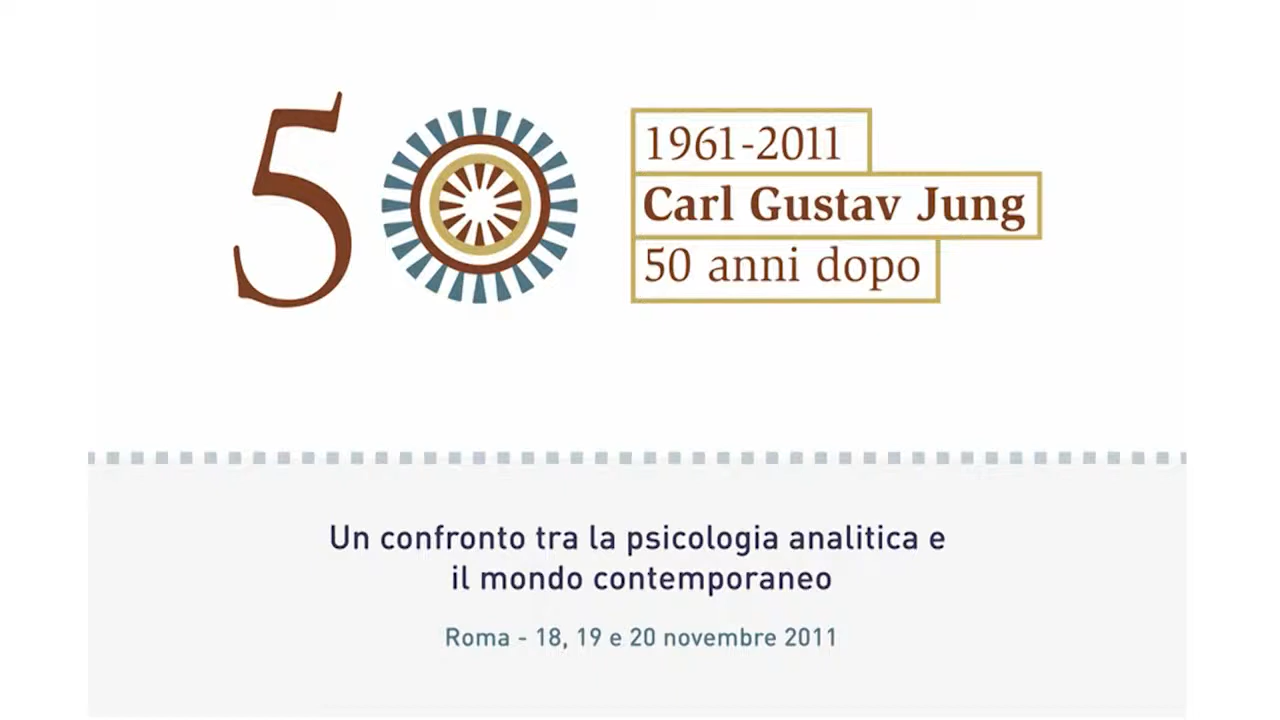 50
1961-2011
Carl Gustav Jung
50 anni dopo
Un confronto tra la psicologia analitica e
il mondo contemporaneo
Roma - 18, 19 e 20 novembre 2011